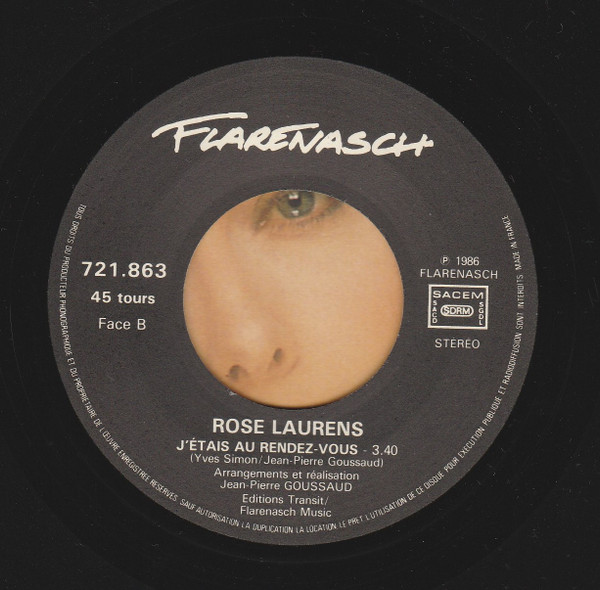 FLARENASCH
721.863
45 tours
Face B
℗ 1986
FLARENASCH
SACEM
SACD
SDRM
SGDL
STEREO
ROSE LAURENS
J'ÉTAIS AU RENDEZ-VOUS - 3.40
(Yves Simon/Jean-Pierre Goussaud)
Arrangements et réalisation
Jean-Pierre GOUSSAUD
Editions Transit/
Flarenasch Music
TOUS DROITS DU PRODUCTEUR PHONOGRAPHIQUE ET DU PROPRIETAIRE DE L'ŒUVRE ENREGISTREE RESERVES SAUF AUTORISATION LA DUPLICATION LA LOCATION LE PRET L'UTILISATION DE CE DISQUE POUR EXECUTION PUBLIQUE ET RADIODIFFUSION SONT INTERDITS MADE IN FRANCE